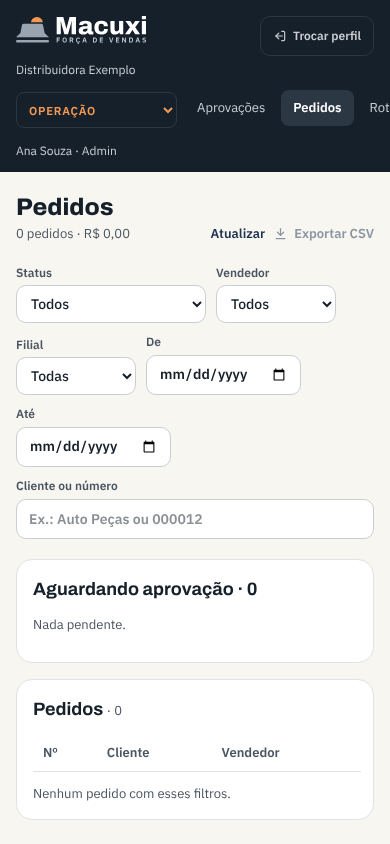 Macuxi
FORÇA DE VENDAS
Trocar perfil
Distribuidora Exemplo
OPERAÇÃO
Aprovações
Pedidos
Rot
Ana Souza · Admin
Pedidos
0 pedidos · R$ 0,00
Atualizar
Exportar CSV
Status
Vendedor
Todos
Todos
Filial
De
Todas
mm/dd/yyyy
Até
mm/dd/yyyy
Cliente ou número
Ex.: Auto Peças ou 000012
Aguardando aprovação · 0
Nada pendente.
Pedidos · 0
Nº Cliente Vendedor
Nenhum pedido com esses filtros.